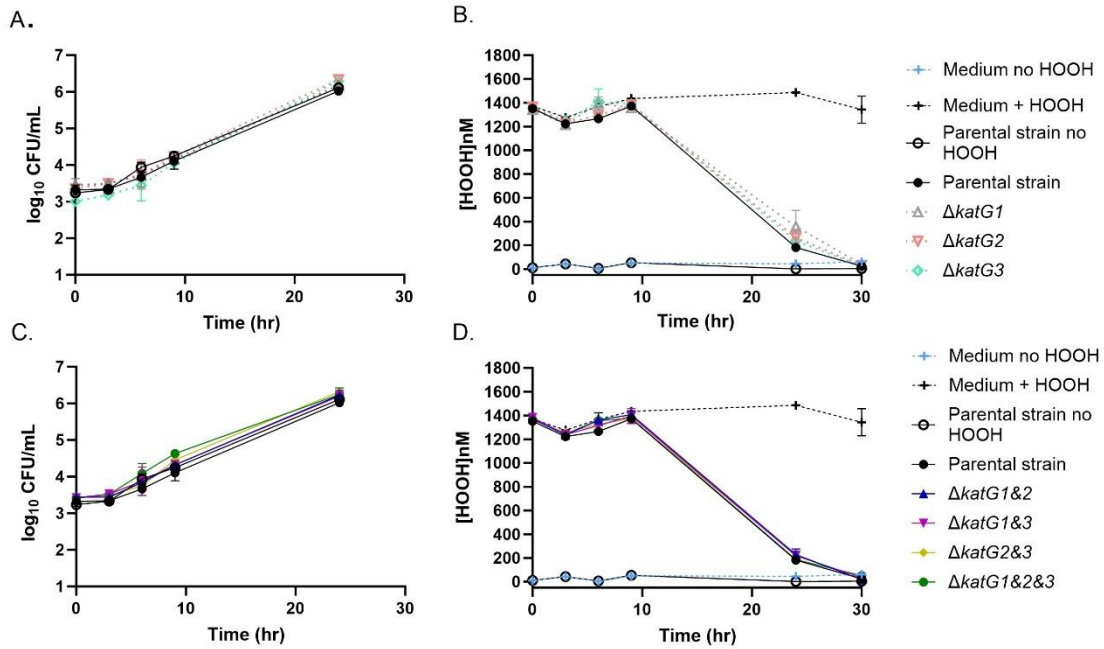 A.
log10 CFU/mL
7
6
5
4
3
2
1
0
10
20
30
Time (hr)
B.
[HOOH]nM
1800
1600
1400
1200
1000
800
600
400
200
0
0
10
20
30
Time (hr)
Medium no HOOH
Medium + HOOH
Parental strain no
HOOH
Parental strain
ΔkatG1
ΔkatG2
ΔkatG3
C.
log10 CFU/mL
7
6
5
4
3
2
1
0
10
20
30
Time (hr)
D.
[HOOH]nM
1800
1600
1400
1200
1000
800
600
400
200
0
0
10
20
30
Time (hr)
Medium no HOOH
Medium + HOOH
Parental strain no
HOOH
Parental strain
ΔkatG1&2
ΔkatG1&3
ΔkatG2&3
ΔkatG1&2&3